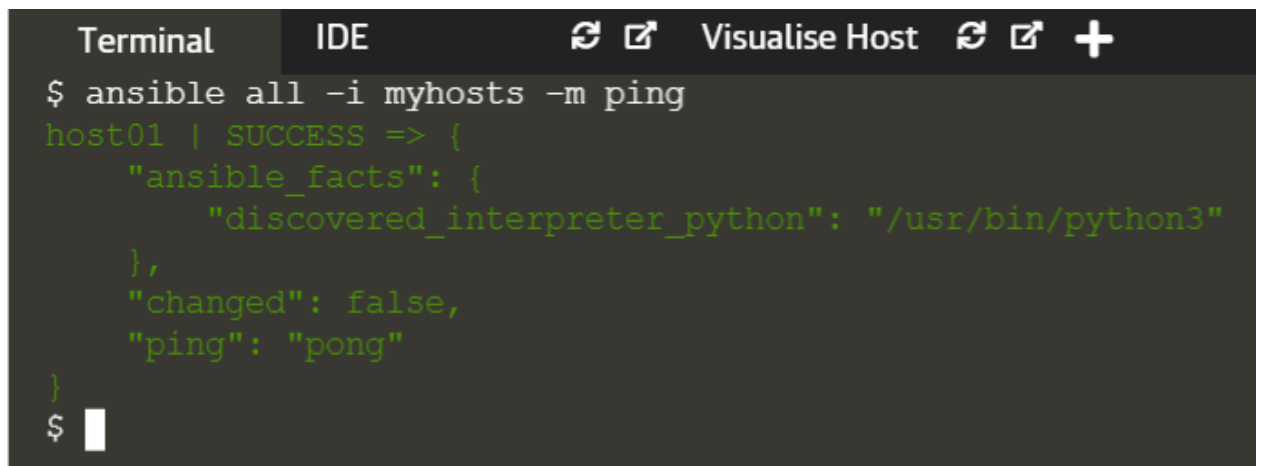 Terminal IDE Visualise Host
$ ansible all -i myhosts -m ping
host01 | SUCCESS => {
    "ansible_facts": {
        "discovered_interpreter_python": "/usr/bin/python3"
    },
    "changed": false,
    "ping": "pong"
}
$